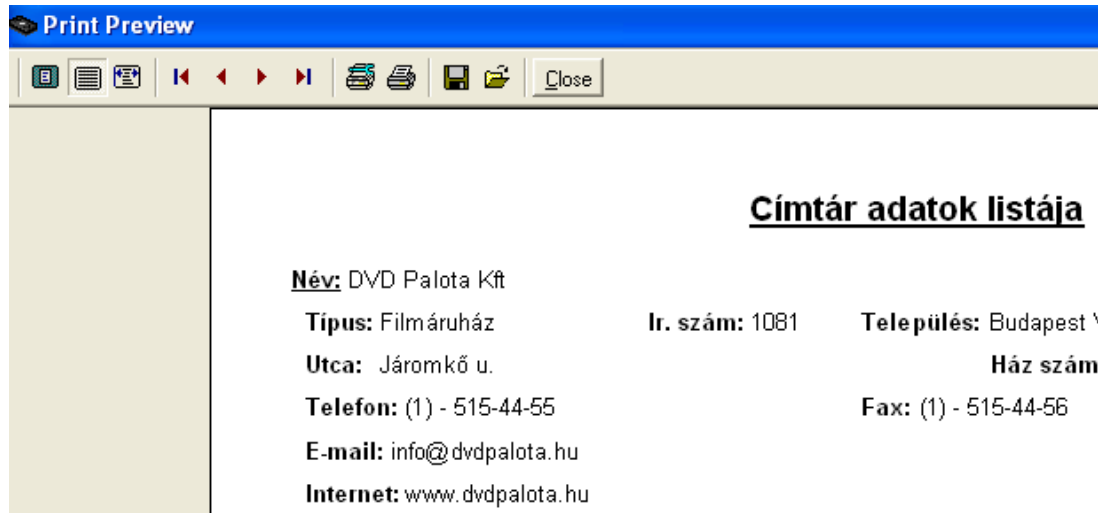 Print Preview
Close
Címtár adatok listája
Név: DVD Palota Kft
Típus: Filmáruház Ir. szám: 1081 Település: Budapest
Utca: Járomkő u. Ház szám
Telefon: (1) - 515-44-55 Fax: (1) - 515-44-56
E-mail: info@dvdpalota.hu
Internet: www.dvdpalota.hu